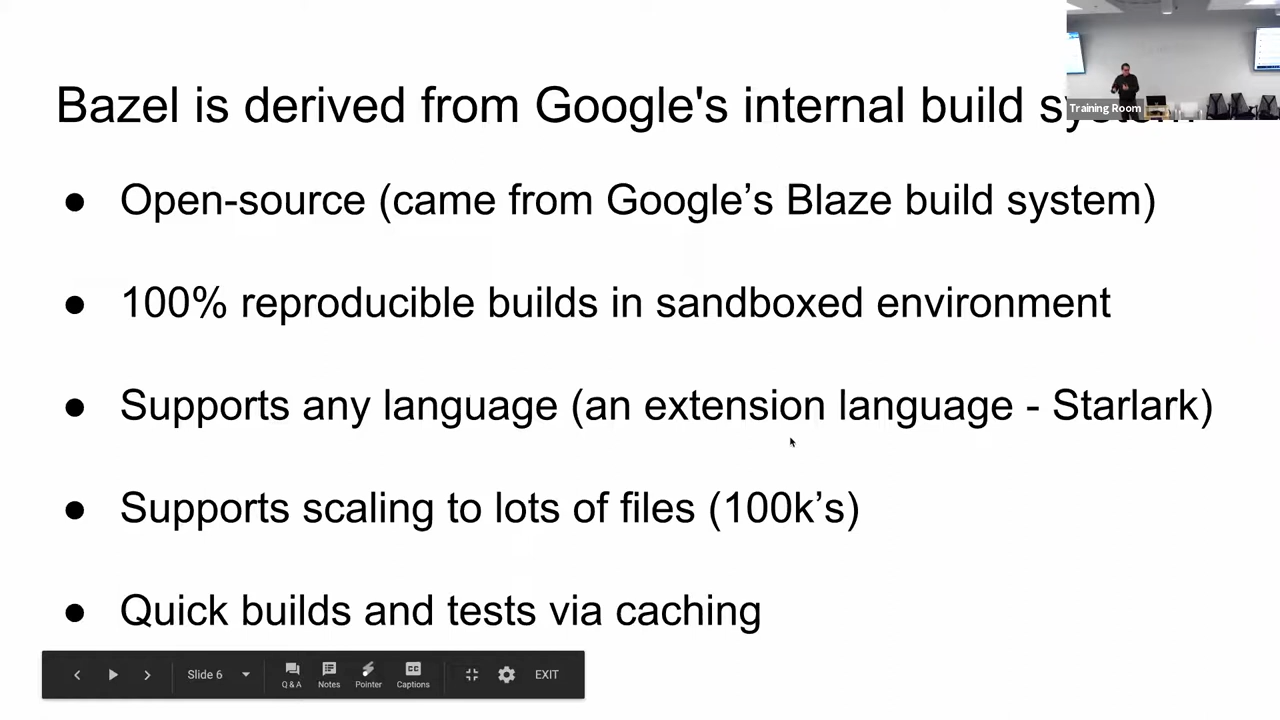 Bazel is derived from Google's internal build system
Training Room
● Open-source (came from Google’s Blaze build system)
● 100% reproducible builds in sandboxed environment
● Supports any language (an extension language - Starlark)
● Supports scaling to lots of files (100k’s)
● Quick builds and tests via caching
Slide 6
Q & A
Notes
Pointer
CC
Captions
EXIT